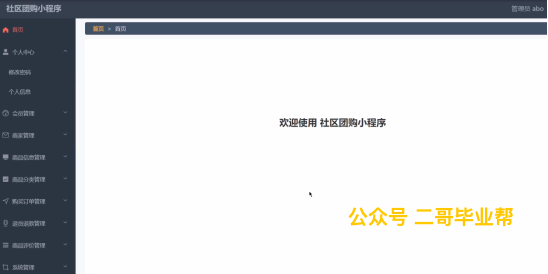 社区团购小程序
管理员 abo
首页
首页 > 首页
个人中心
修改密码
个人信息
欢迎使用 社区团购小程序
会员管理
商家管理
商品信息管理
商品分类管理
购买订单管理
公众号 二哥毕业帮
退货退款管理
商品评价管理
系统管理